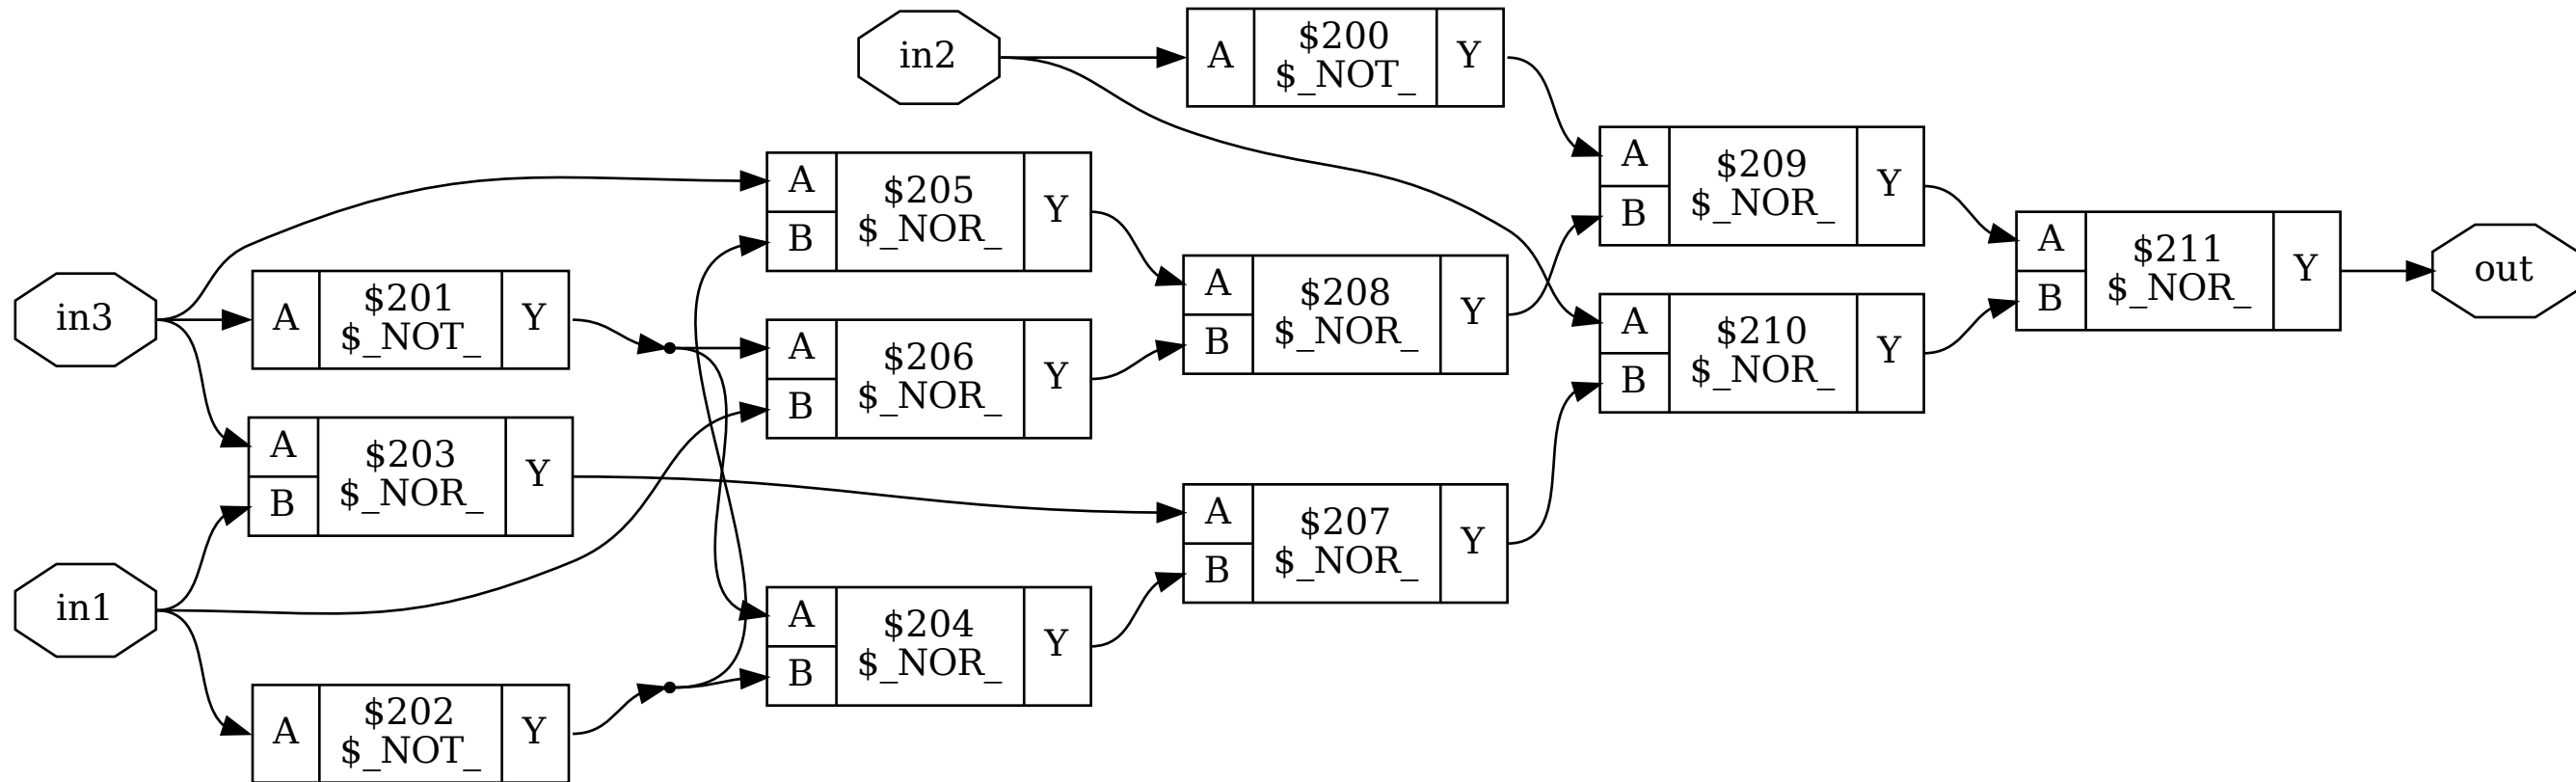 in2
A
$200
$_NOT_
Y
A
B
$205
$_NOR_
Y
A
B
$209
$_NOR_
Y
in3
A
$201
$_NOT_
Y
A
B
$206
$_NOR_
Y
A
B
$208
$_NOR_
Y
A
B
$210
$_NOR_
Y
A
B
$211
$_NOR_
Y
out
A
B
$203
$_NOR_
Y
A
B
$207
$_NOR_
Y
in1
A
B
$204
$_NOR_
Y
A
$202
$_NOT_
Y